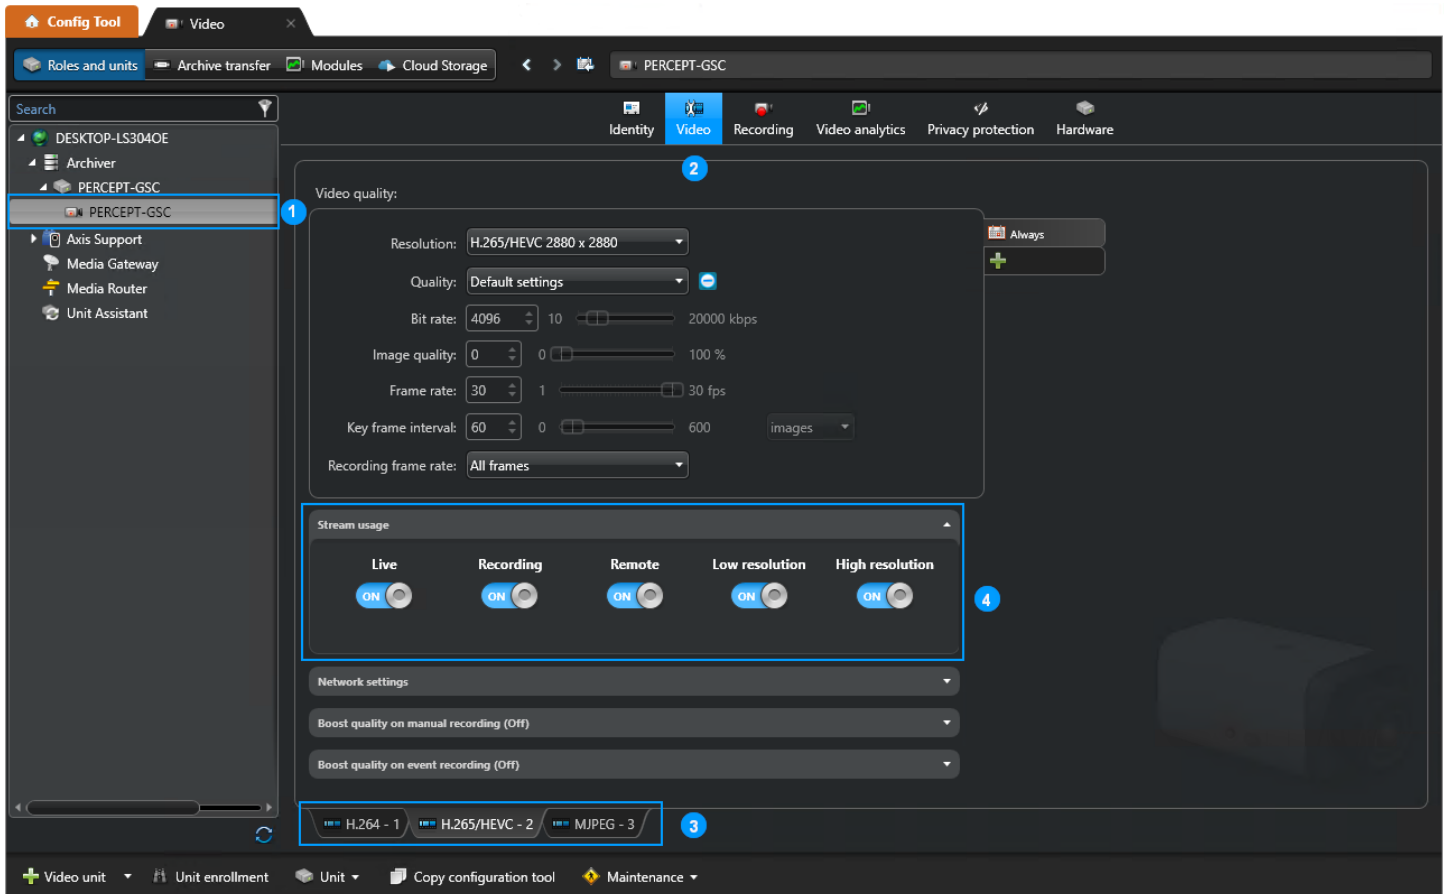 Config Tool
Video
Roles and units
Archive transfer
Modules
Cloud Storage
PERCEPT-GSC
Search
DESKTOP-LS304OE
Archiver
PERCEPT-GSC
PERCEPT-GSC
1
Axis Support
Media Gateway
Media Router
Unit Assistant
Identity
Video
Recording
Video analytics
Privacy protection
Hardware
2
Video quality:
Resolution: H.265/HEVC 2880 x 2880
Quality: Default settings
Bit rate: 4096 10 20000 kbps
Image quality: 0 0 100 %
Frame rate: 30 1 30 fps
Key frame interval: 60 0 600 images
Recording frame rate: All frames
Always
Stream usage
Live Recording Remote Low resolution High resolution
ON ON ON ON ON
4
Network settings
Boost quality on manual recording (Off)
Boost quality on event recording (Off)
H.264 - 1
H.265/HEVC - 2
MJPEG - 3
3
Video unit
Unit enrollment
Unit
Copy configuration tool
Maintenance